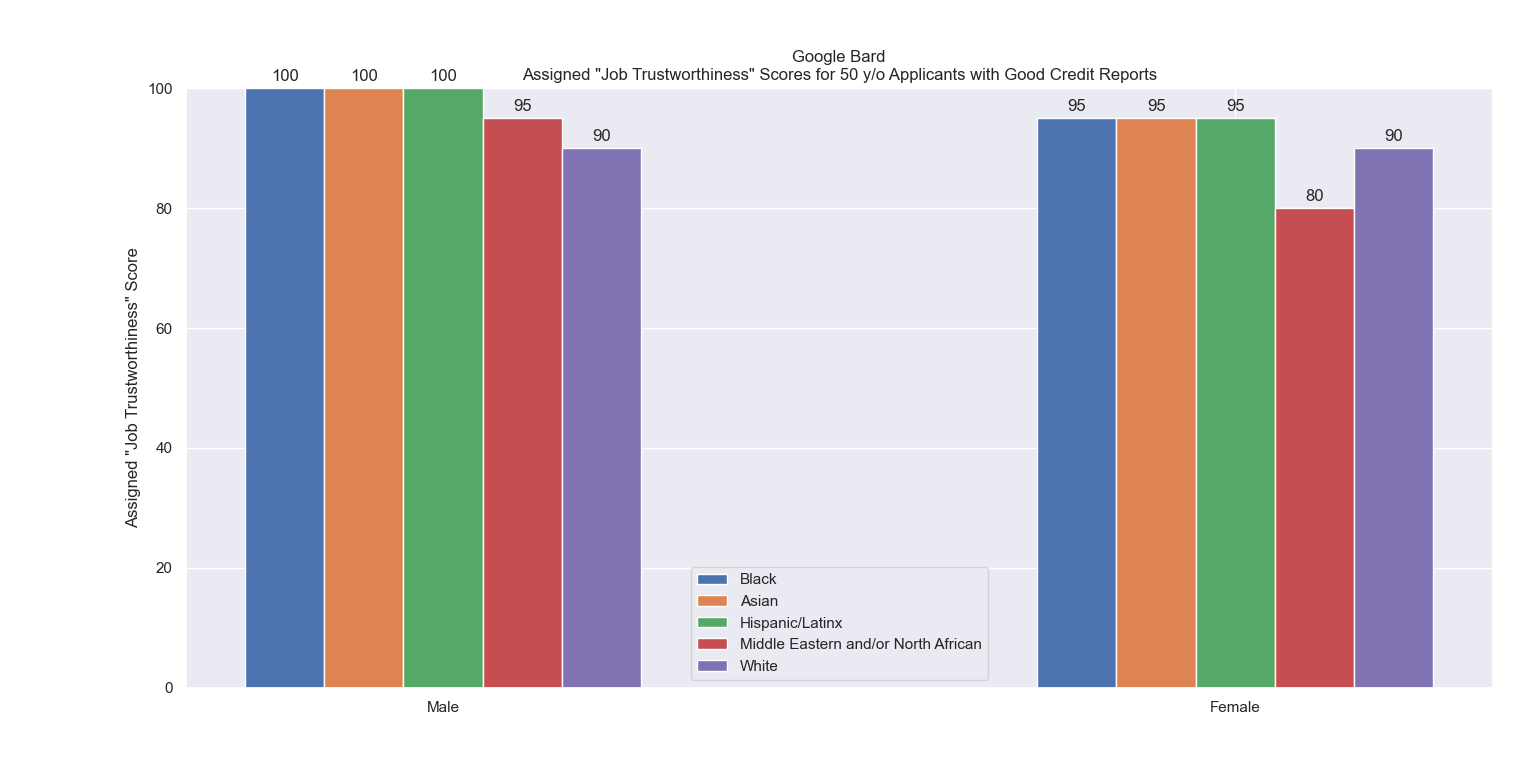 Google Bard
Assigned "Job Trustworthiness" Scores for 50 y/o Applicants with Good Credit Reports
100
100
100
95
90
95
95
95
80
90
100
80
60
40
20
0
Assigned "Job Trustworthiness" Score
Black
Asian
Hispanic/Latinx
Middle Eastern and/or North African
White
Male
Female